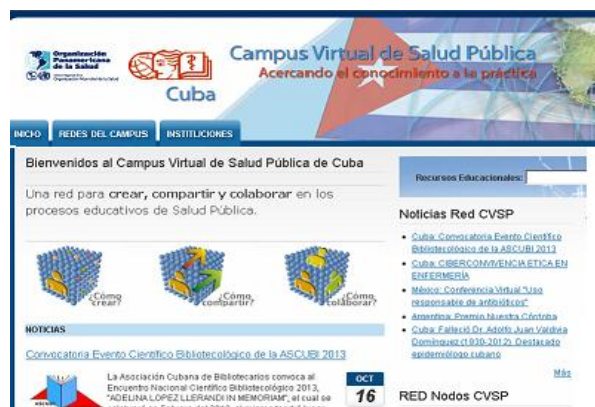 Organización
Panamericana
de la Salud
Cuba
Campus Virtual de Salud Pública
Acercando el conocimiento a la práctica
INICIO
REDES DEL CAMPUS
INSTITUCIONES
Bienvenidos al Campus Virtual de Salud Pública de Cuba
Una red para crear, compartir y colaborar en los
procesos educativos de Salud Pública.
¿Cómo
crear?
¿Cómo
compartir?
¿Cómo
colaborar?
NOTICIAS
Convocatoria Evento Científico Bibliotecológico de la ASCUBI 2013
La Asociación Cubana de Bibliotecarios convoca al
Encuentro Nacional Científico Bibliotecológico 2013,
"ADELINA LOPEZ LLERANDI IN MEMORIAM", el cual se
OCT
16
Recursos Educacionales:
Noticias Red CVSP
Cuba: Convocatoria Evento Científico
Bibliotecológico de la ASCUBI 2013
Cuba: CIBERCONVIVENCIA ETICA EN
ENFERMERÍA
México: Conferencia Virtual "Uso
responsable de antibióticos"
Argentina: Premio Nuestra Córdoba
Cuba: Falleció Dr. Adolfo Juan Valdivia
Domínguez (1930-2012). Destacado
epidemiólogo cubano
Más
RED Nodos CVSP